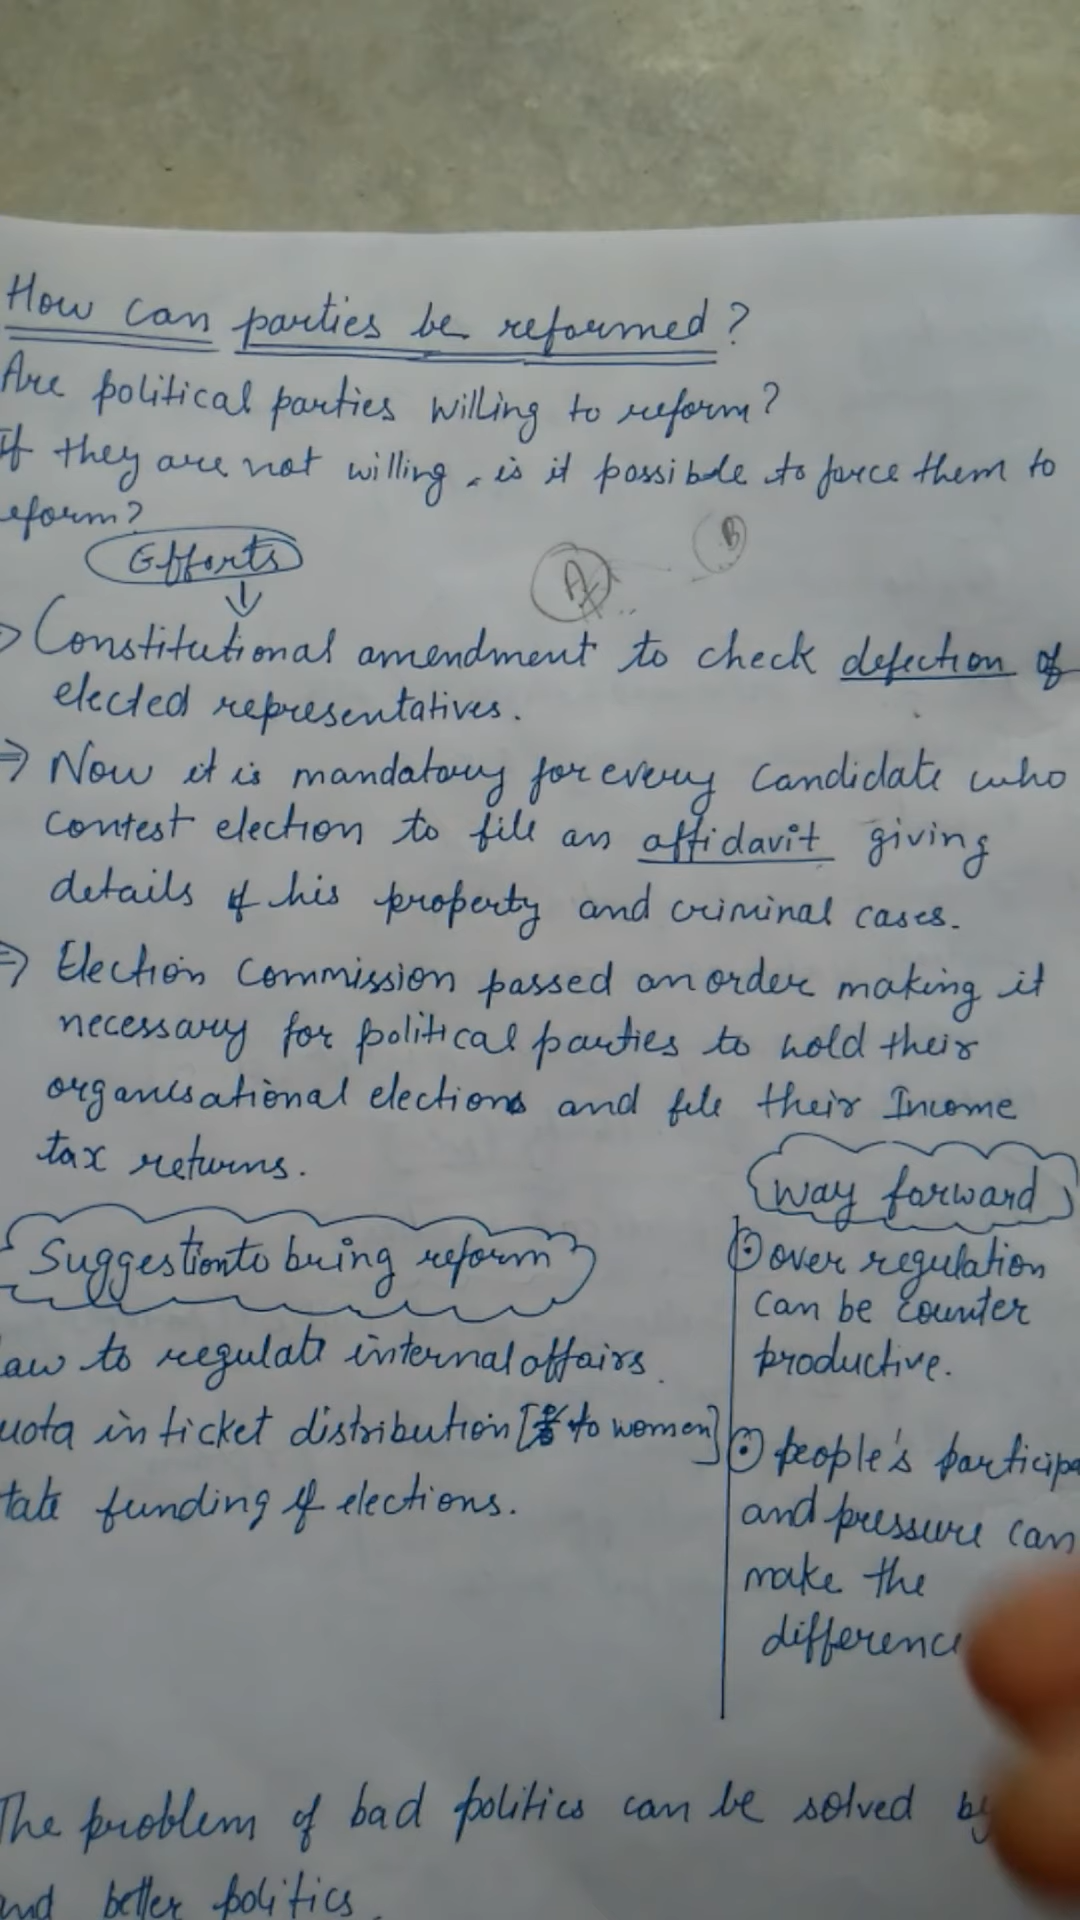 How can parties be reformed?
Are political parties willing to reform?
If they are not willing, is it possible to force them to
eform?
Efforts
A
B
Constitutional amendment to check defection of
elected representatives.
⇒ Now it is mandatory for every candidate who
contest election to file an affidavit giving
details of his property and criminal cases.
⇒ Election Commission passed an order making it
necessary for political parties to hold their
organisational elections and file their Income
tax returns.
Suggestion to bring reform
aw to regulate internal affairs.
uota in ticket distribution [ to women]
tate funding of elections.
Way forward
over regulation
can be counter
productive.
people's particip
and pressure can
make the
differenc
The problem of bad politics can be solved by
and better politics.